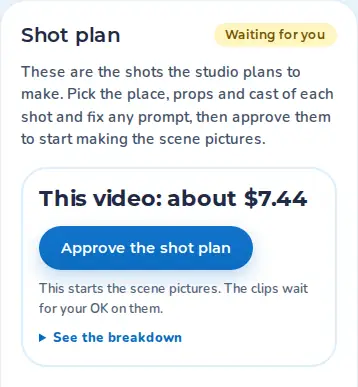 Shot plan
Waiting for you
These are the shots the studio plans to
make. Pick the place, props and cast of each
shot and fix any prompt, then approve them
to start making the scene pictures.
This video: about $7.44
Approve the shot plan
This starts the scene pictures. The clips wait
for your OK on them.
See the breakdown